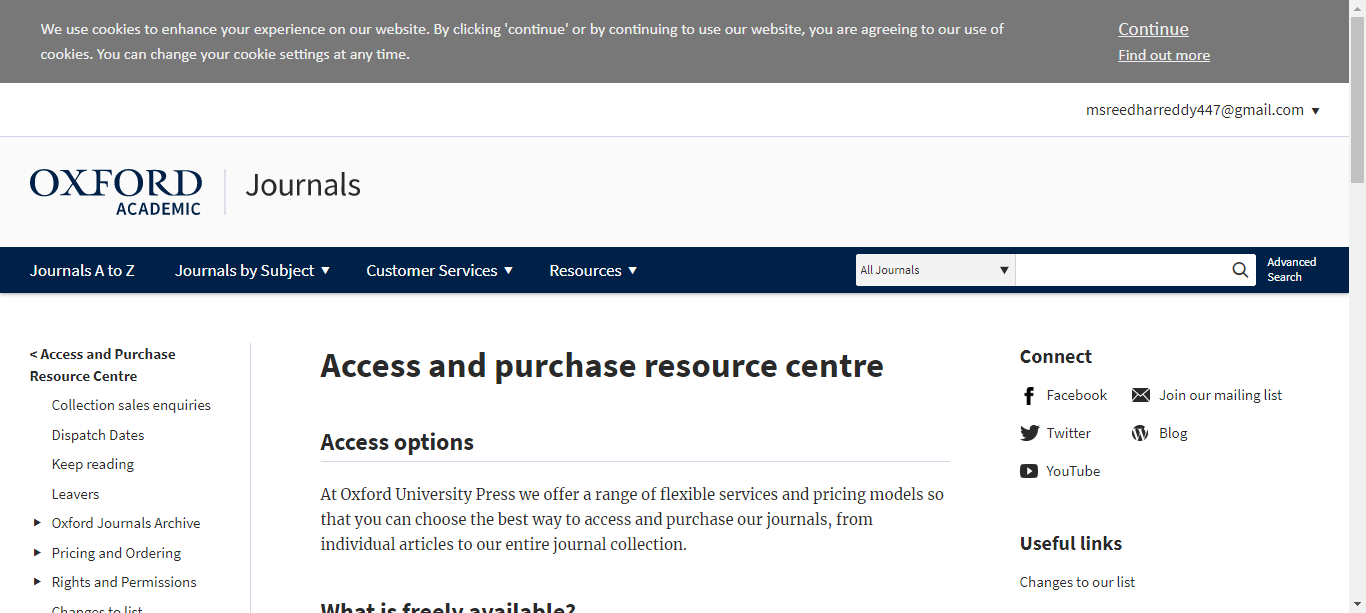 We use cookies to enhance your experience on our website. By clicking 'continue' or by continuing to use our website, you are agreeing to our use of
cookies. You can change your cookie settings at any time.
Continue
Find out more
msreedharreddy447@gmail.com
OXFORD
ACADEMIC
Journals
Journals A to Z
Journals by Subject
Customer Services
Resources
All Journals
Advanced
Search
< Access and Purchase
Resource Centre
Collection sales enquiries
Dispatch Dates
Keep reading
Leavers
Oxford Journals Archive
Pricing and Ordering
Rights and Permissions
Changes to list
Access and purchase resource centre
Access options
At Oxford University Press we offer a range of flexible services and pricing models so
that you can choose the best way to access and purchase our journals, from
individual articles to our entire journal collection.
What is freely available?
Connect
Facebook
Join our mailing list
Twitter
Blog
YouTube
Useful links
Changes to our list